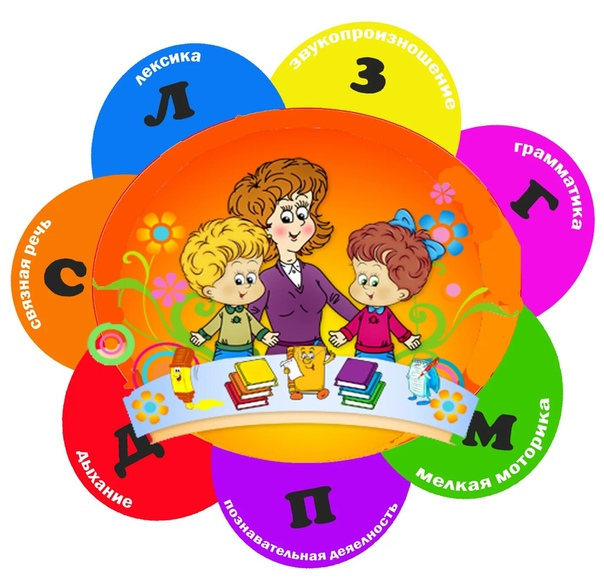 лексика
Л
звукопроизношение
З
грамматика
Г
мелкая моторика
М
познавательная деяелность
П
дыхание
Д
связная речь
С